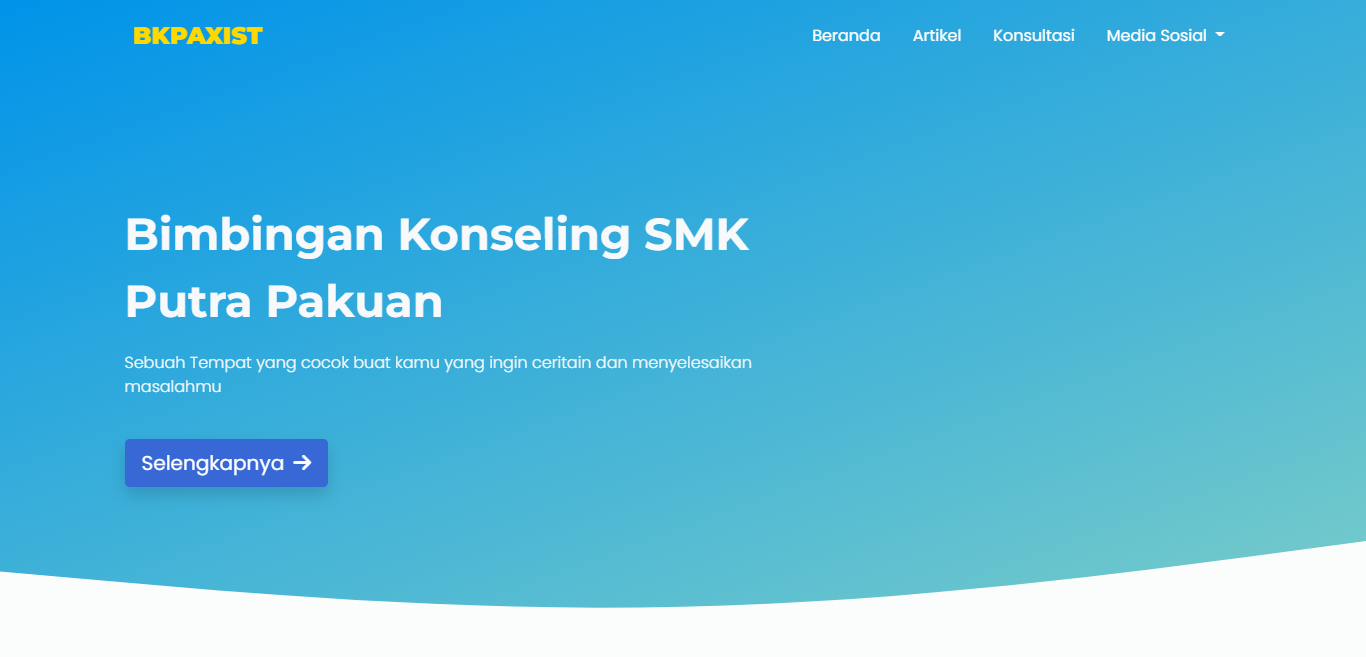 BKPAXIST
Beranda
Artikel
Konsultasi
Media Sosial
Bimbingan Konseling SMK
Putra Pakuan
Sebuah Tempat yang cocok buat kamu yang ingin ceritain dan menyelesaikan
masalahmu
Selengkapnya